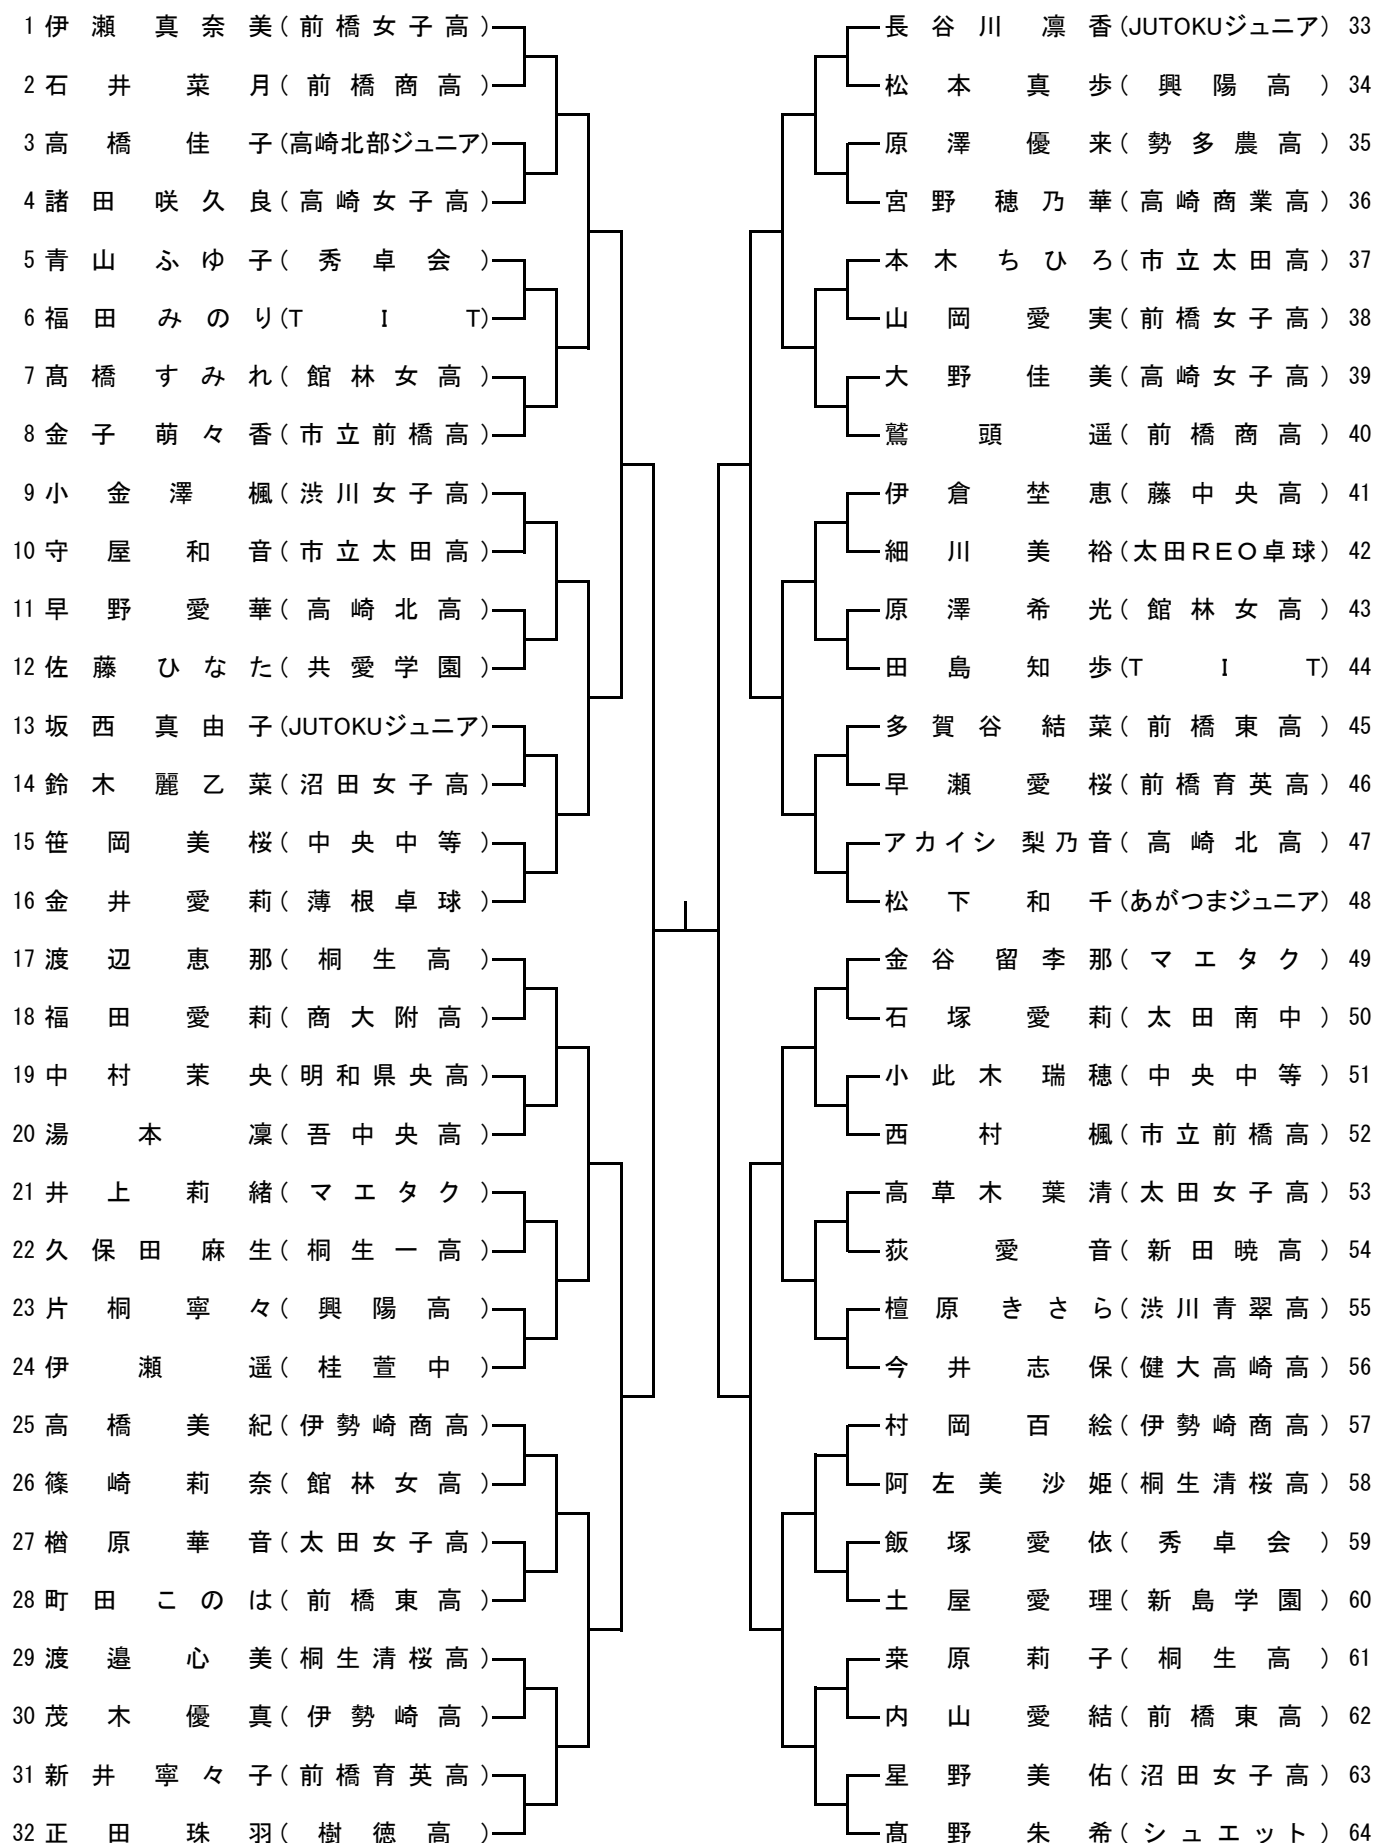 1 伊瀬 真奈美 (前橋女子高)
2 石井 菜月 (前橋商高)
3 高橋 佳子 (高崎北部ジュニア)
4 諸田 咲久良 (高崎女子高)
5 青山 ふゆ子 (秀卓会)
6 福田 みのり (T I T)
7 髙橋 すみれ (館林女高)
8 金子 萌々香 (市立前橋高)
9 小金澤 楓 (渋川女子高)
10 守屋 和音 (市立太田高)
11 早野 愛華 (高崎北高)
12 佐藤 ひなた (共愛学園)
13 坂西 真由子 (JUTOKUジュニア)
14 鈴木 麗乙菜 (沼田女子高)
15 笹岡 美桜 (中央中等)
16 金井 愛莉 (薄根卓球)
17 渡辺 恵那 (桐生高)
18 福田 愛莉 (商大附高)
19 中村 茉央 (明和県央高)
20 湯本 凜 (吾中央高)
21 井上 莉緒 (マエタク)
22 久保田 麻生 (桐生一高)
23 片桐 寧々 (興陽高)
24 伊瀬 遥 (桂萱中)
25 高橋 美紀 (伊勢崎商高)
26 篠崎 莉奈 (館林女高)
27 楢原 華音 (太田女子高)
28 町田 このは (前橋東高)
29 渡邉 心美 (桐生清桜高)
30 茂木 優真 (伊勢崎高)
31 新井 寧々子 (前橋育英高)
32 正田 珠羽 (樹徳高)
長谷川 凛香 (JUTOKUジュニア) 33
松本 真歩 (興陽高) 34
原澤 優来 (勢多農高) 35
宮野 穂乃華 (高崎商業高) 36
本木 ちひろ (市立太田高) 37
山岡 愛実 (前橋女子高) 38
大野 佳美 (高崎女子高) 39
鷲頭 遥 (前橋商高) 40
伊倉 埜恵 (藤中央高) 41
細川 美裕 (太田REO卓球) 42
原澤 希光 (館林女高) 43
田島 知歩 (T I T) 44
多賀谷 結菜 (前橋東高) 45
早瀬 愛桜 (前橋育英高) 46
アカイシ 梨乃音 (高崎北高) 47
松下 和千 (あがつまジュニア) 48
金谷 留李那 (マエタク) 49
石塚 愛莉 (太田南中) 50
小此木 瑞穂 (中央中等) 51
西村 楓 (市立前橋高) 52
高草木 葉清 (太田女子高) 53
荻 愛音 (新田暁高) 54
檀原 きさら (渋川青翠高) 55
今井 志保 (健大高崎高) 56
村岡 百絵 (伊勢崎商高) 57
阿左美 沙姫 (桐生清桜高) 58
飯塚 愛依 (秀卓会) 59
土屋 愛理 (新島学園) 60
桒原 莉子 (桐生高) 61
内山 愛結 (前橋東高) 62
星野 美佑 (沼田女子高) 63
髙野 朱希 (シュエット) 64